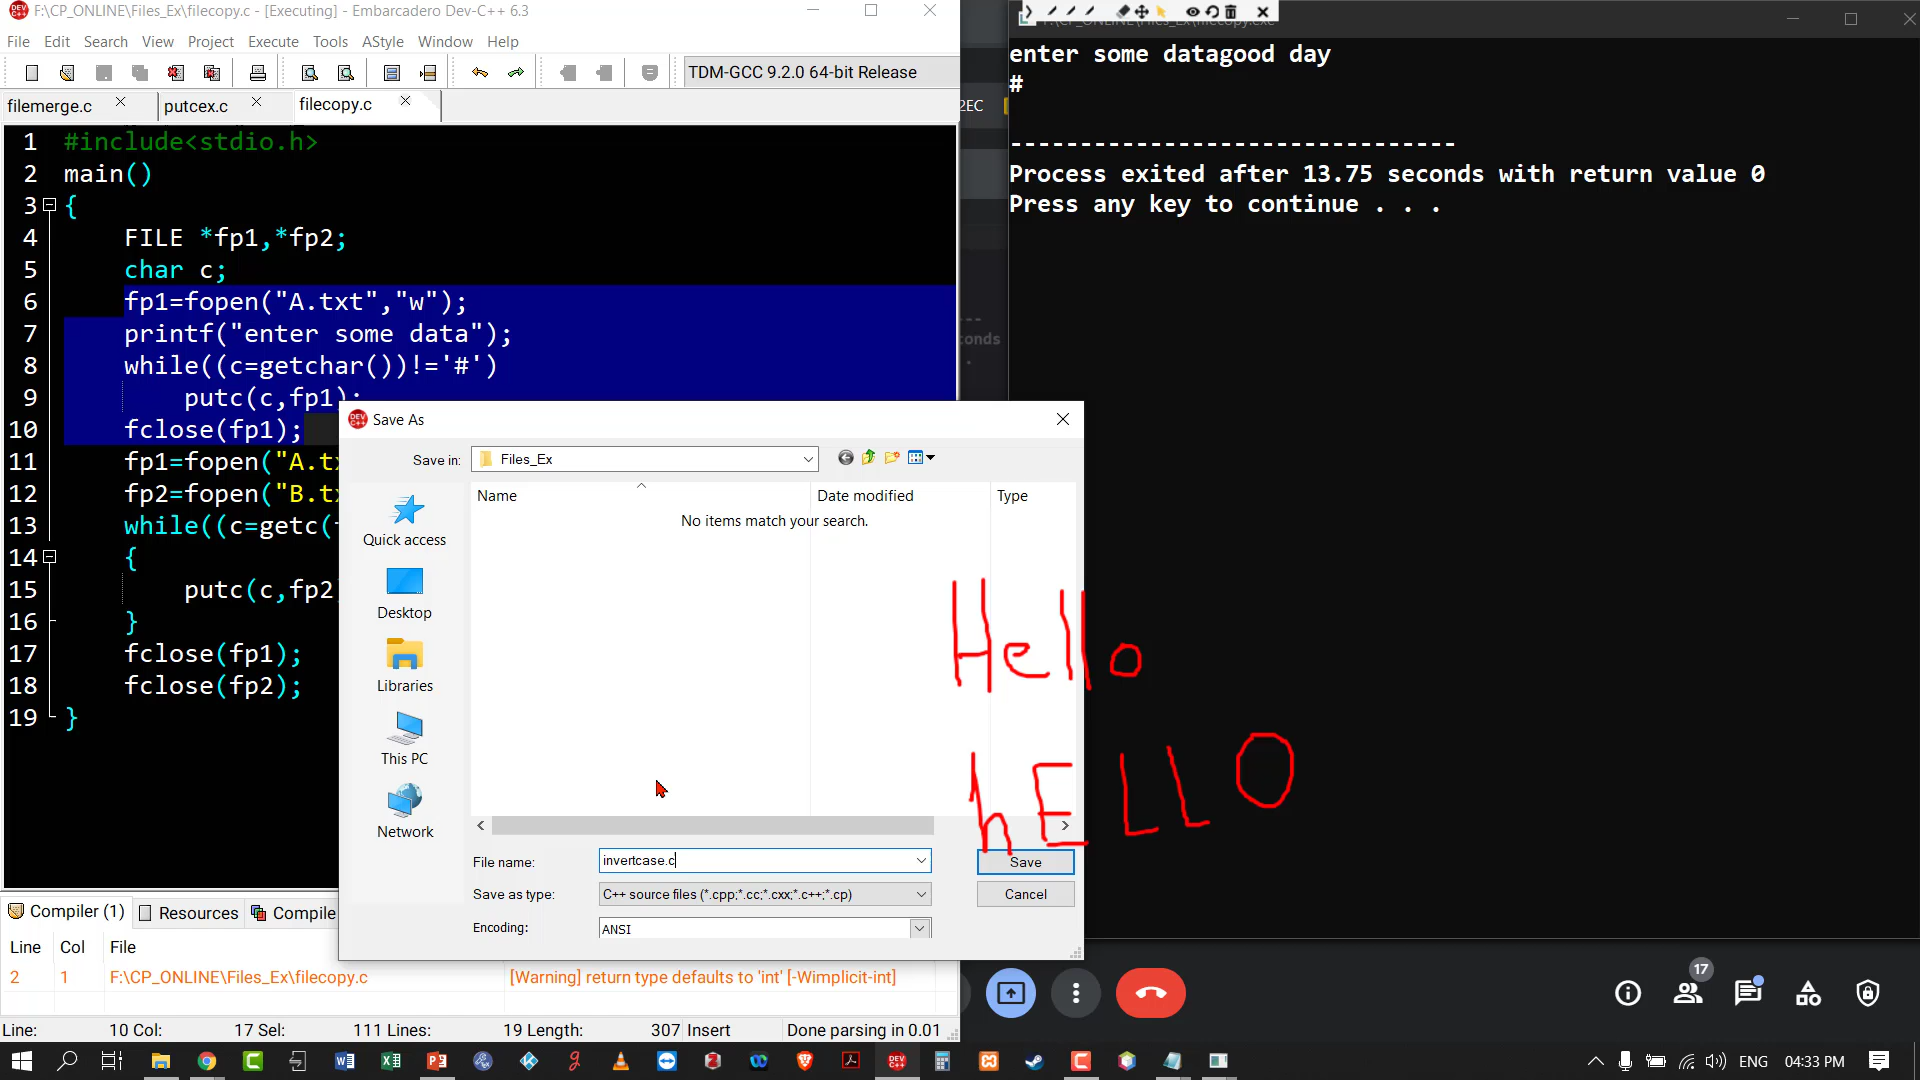 F:\CP_ONLINE\Files_Ex\filecopy.c - [Executing] - Embarcadero Dev-C++ 6.3
File Edit Search View Project Execute Tools AStyle Window Help
TDM-GCC 9.2.0 64-bit Release
filemerge.c putcex.c filecopy.c
1 #include<stdio.h>
2 main()
3 {
4 FILE *fp1,*fp2;
5 char c;
6 fp1=fopen("A.txt","w");
7 printf("enter some data");
8 while((c=getchar())!='#')
9 putc(c,fp1);
10 fclose(fp1);
11 fp1=fopen("A.tx
12 fp2=fopen("B.tx
13 while((c=getc(
14 {
15 putc(c,fp2)
16 }
17 fclose(fp1);
18 fclose(fp2);
19 }
Save As
Save in: Files_Ex
Name Date modified Type
No items match your search.
Quick access
Desktop
Libraries
This PC
Network
File name: invertcase.c Save
Save as type: C++ source files (*.cpp;*.cc;*.cxx;*.c++;*.cp) Cancel
Encoding: ANSI
Compiler (1) Resources Compile
Line Col File
2 1 F:\CP_ONLINE\Files_Ex\filecopy.c [Warning] return type defaults to 'int' [-Wimplicit-int]
Line: 10 Col: 17 Sel: 111 Lines: 19 Length: 307 Insert Done parsing in 0.01
enter some datagood day
#
--------------------------------
Process exited after 13.75 seconds with return value 0
Press any key to continue . . .
2EC
onds
Hello
hELLO
17
ENG 04:33 PM